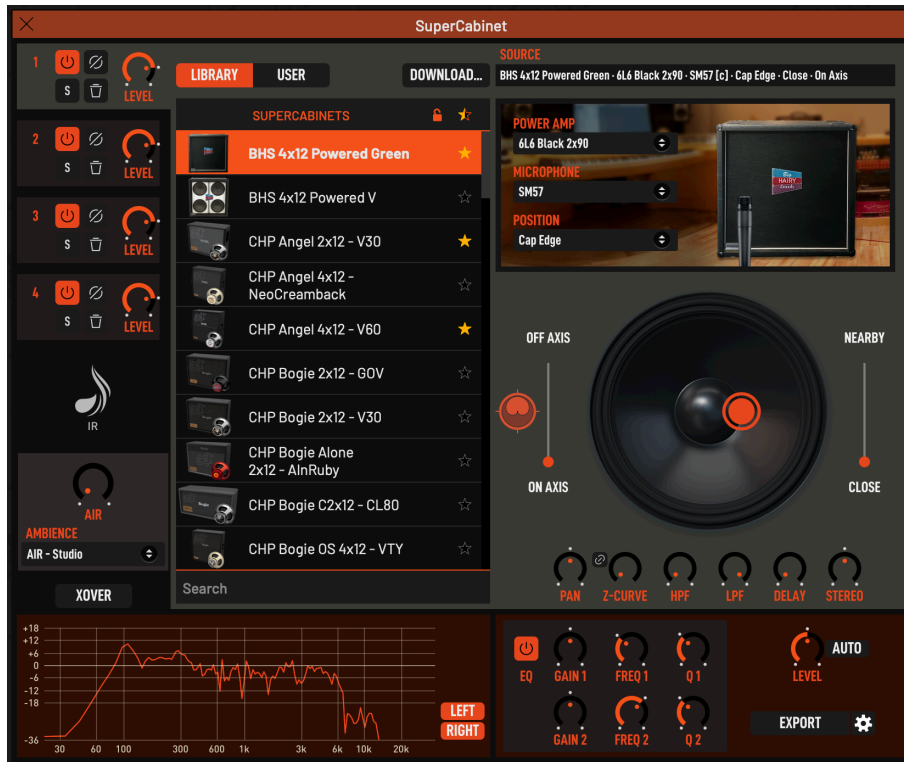 SuperCabinet
1
S
LEVEL
2
S
LEVEL
3
S
LEVEL
4
S
LEVEL
IR
AIR
AMBIENCE
AIR - Studio
XOVER
LIBRARY USER DOWNLOAD...
SUPERCABINETS
BHS 4x12 Powered Green
BHS 4x12 Powered V
CHP Angel 2x12 - V30
CHP Angel 4x12 -
NeoCreamback
CHP Angel 4x12 - V60
CHP Bogie 2x12 - GOV
CHP Bogie 2x12 - V30
CHP Bogie Alone
2x12 - AlnRuby
CHP Bogie C2x12 - CL80
CHP Bogie OS 4x12 - VTY
Search
SOURCE
BHS 4x12 Powered Green · 6L6 Black 2x90 · SM57 [c] · Cap Edge · Close · On Axis
POWER AMP
6L6 Black 2x90
MICROPHONE
SM57
POSITION
Cap Edge
Big
HAIRY
OFF AXIS
ON AXIS
NEARBY
CLOSE
PAN Z-CURVE HPF LPF DELAY STEREO
+18
+12
+6
0
-6
-12
-18
-36
30 60 100 300 600 1k 3k 6k 10k 20k
LEFT
RIGHT
EQ GAIN 1 FREQ 1 Q 1
GAIN 2 FREQ 2 Q 2
LEVEL
AUTO
EXPORT